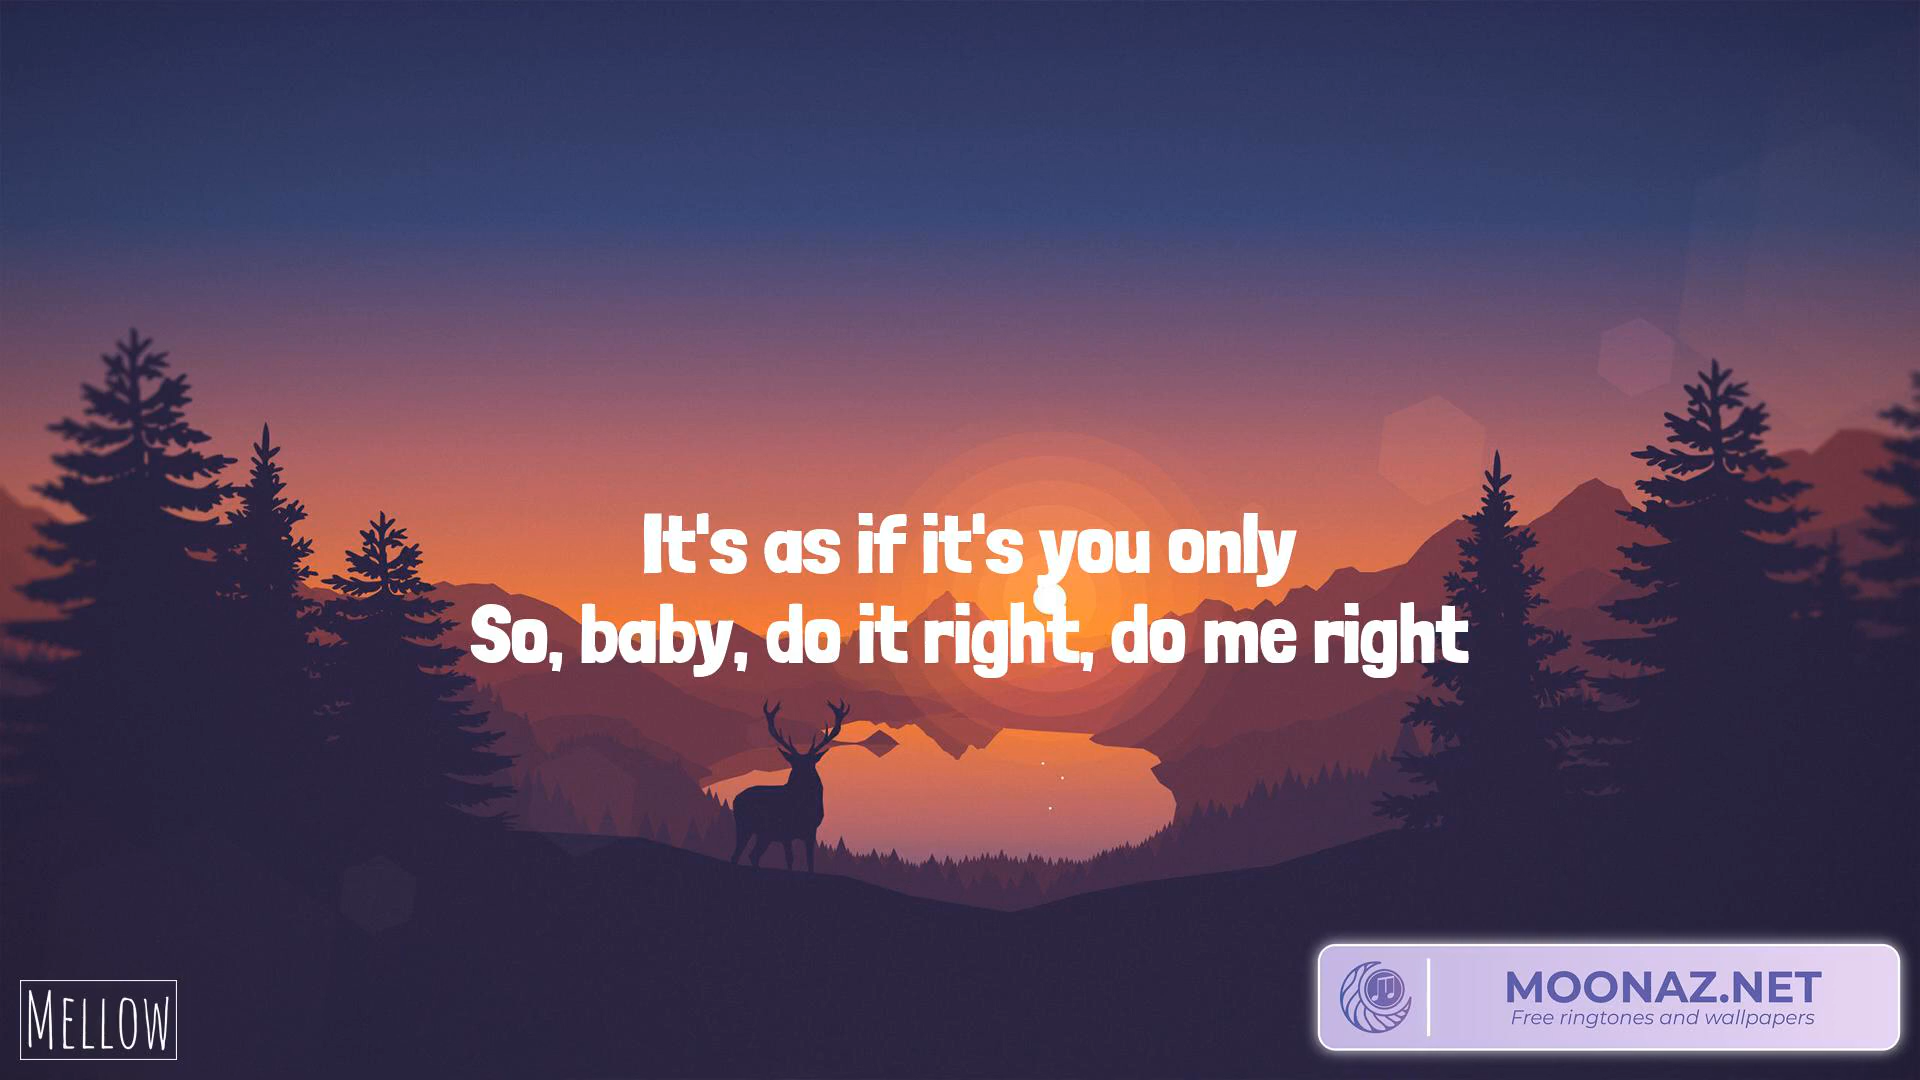 It's as if it's you only
So, baby, do it right, do me right
MELLOW
MOONAZ.NET
Free ringtones and wallpapers